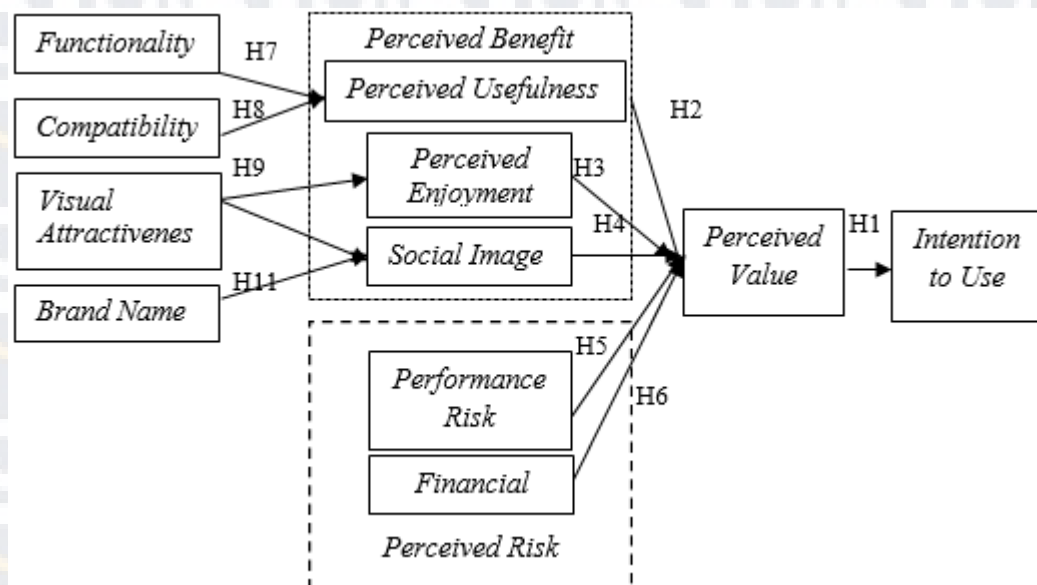 Functionality
H7
Perceived Benefit
Perceived Usefulness
H2
Compatibility
H8
H9
Perceived
Enjoyment
H3
Visual
Attractivenes
H4
Social Image
Perceived
Value
H1
Intention
to Use
Brand Name
H11
Performance
Risk
H5
H6
Financial
Perceived Risk